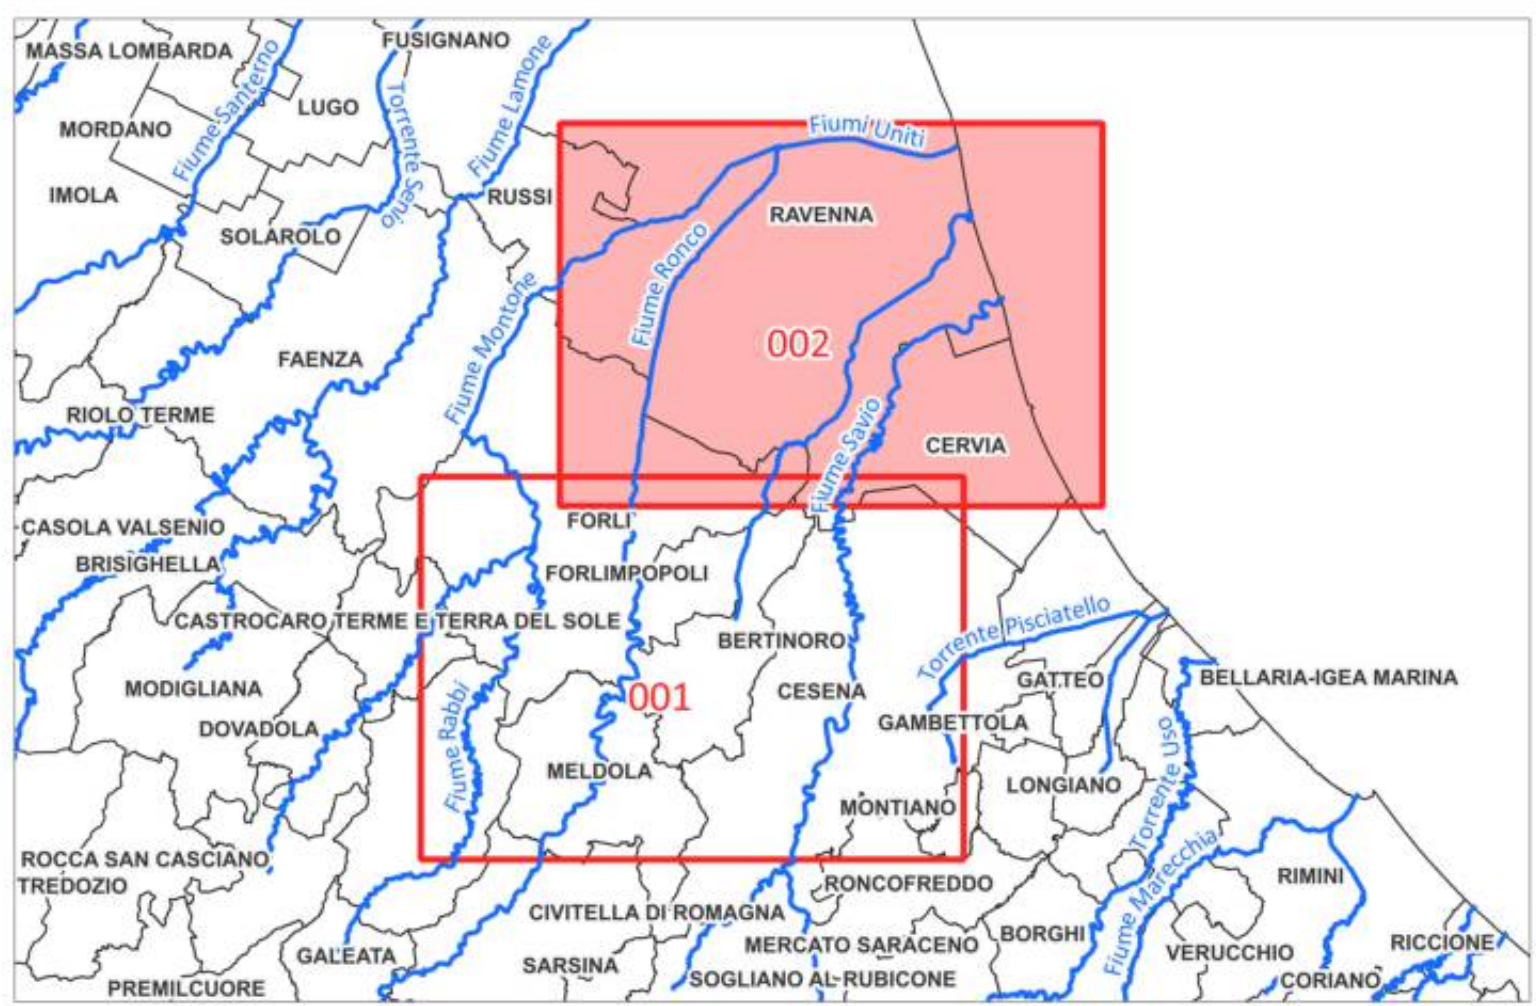 FUSIGNANO
MASSA LOMBARDA
Fiume Santerno
Fiume Lamone
LUGO
Torrente Senio
MORDANO
Fiumi Uniti
IMOLA
RUSSI
RAVENNA
SOLAROLO
Fiume Ronco
Fiume Montone
002
FAENZA
RIOLO TERME
Fiume Savio
CERVIA
CASOLA VALSENIO
FORLI'
BRISIGHELLA
FORLIMPOPOLI
CASTROCARO TERME E TERRA DEL SOLE
Torrente Pisciatello
BERTINORO
MODIGLIANA
001
CESENA
GATTEO
BELLARIA-IGEA MARINA
DOVADOLA
Fiume Rabbi
GAMBETTOLA
Torrente Uso
MELDOLA
LONGIANO
MONTIANO
ROCCA SAN CASCIANO
TREDOZIO
RONCOFREDDO
Fiume Marecchia
RIMINI
CIVITELLA DI ROMAGNA
BORGHI
GALEATA
MERCATO SARACENO
VERUCCHIO
RICCIONE
SARSINA
SOGLIANO AL RUBICONE
CORIANO
PREMILCUORE